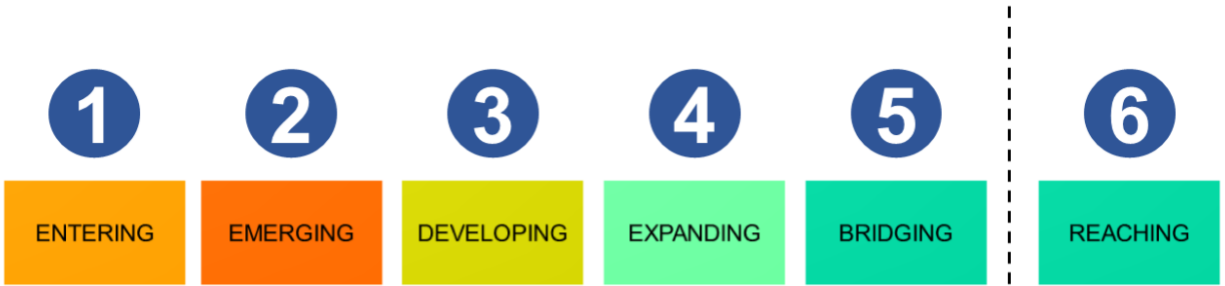 1 2 3 4 5 6
ENTERING EMERGING DEVELOPING EXPANDING BRIDGING REACHING